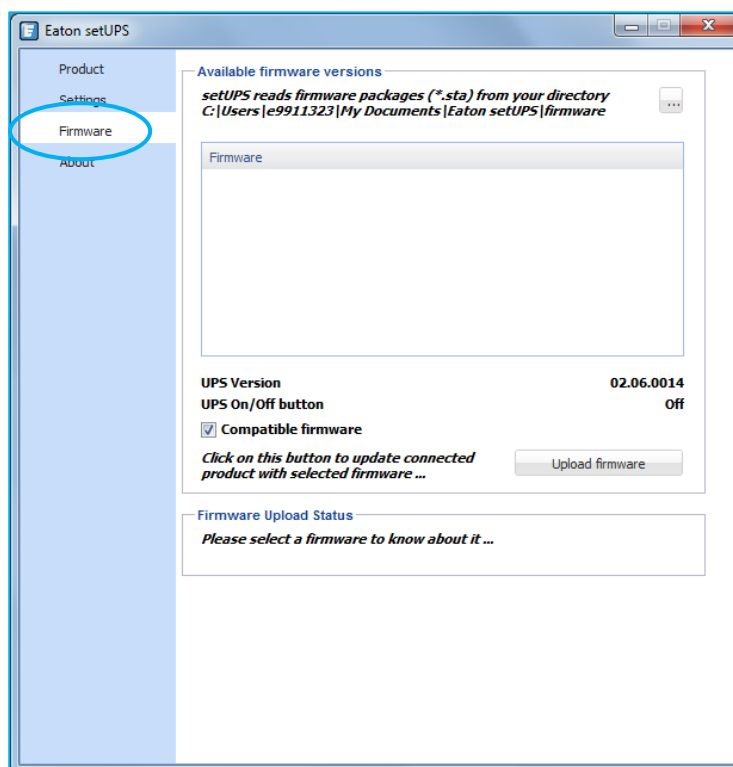 Eaton setUPS
Product
Settings
Firmware
About
Available firmware versions
setUPS reads firmware packages (*.sta) from your directory
C:|Users|e9911323|My Documents|Eaton setUPS|firmware
...
Firmware
UPS Version 02.06.0014
UPS On/Off button Off
Compatible firmware
Click on this button to update connected
product with selected firmware ...
Upload firmware
Firmware Upload Status
Please select a firmware to know about it ...